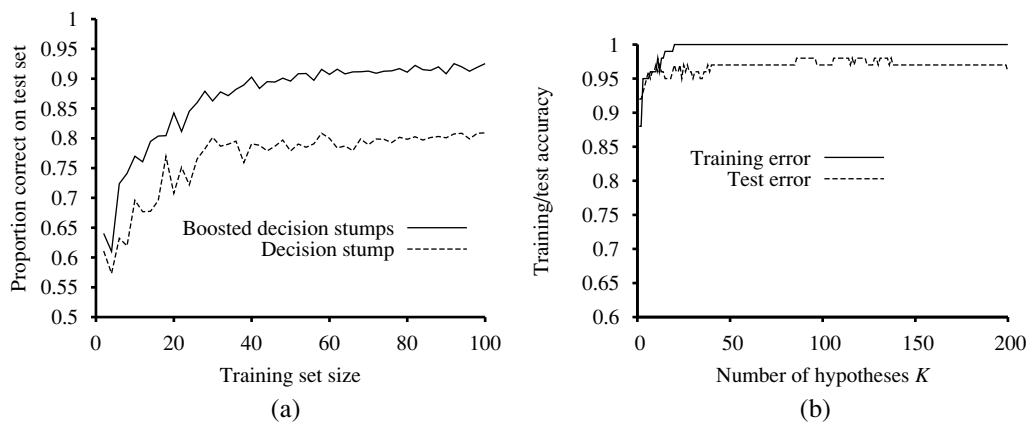 Proportion correct on test set
1
0.95
0.9
0.85
0.8
0.75
0.7
0.65
0.6
0.55
0.5
Boosted decision stumps
Decision stump
0 20 40 60 80 100
Training set size
(a)
Training/test accuracy
1
0.95
0.9
0.85
0.8
0.75
0.7
0.65
0.6
Training error
Test error
0 50 100 150 200
Number of hypotheses K
(b)